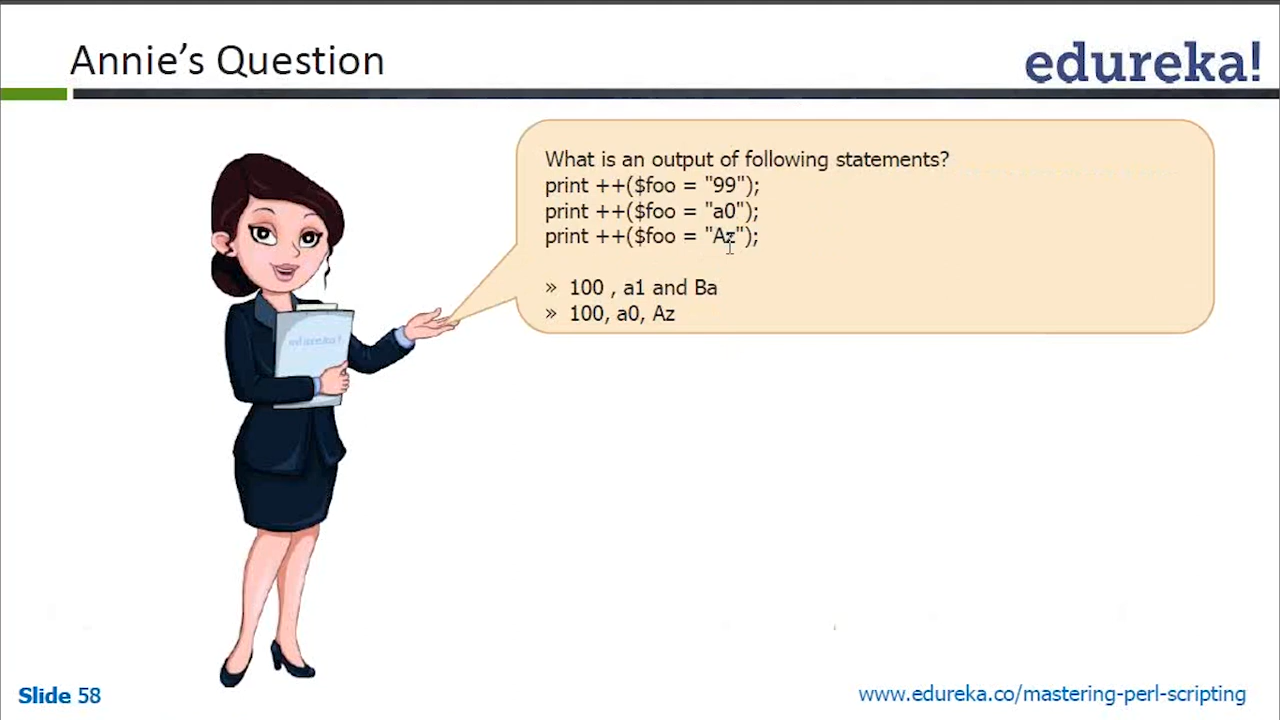 Annie's Question
edureka!
What is an output of following statements?
print ++($foo = "99");
print ++($foo = "a0");
print ++($foo = "Az");
» 100 , a1 and Ba
» 100, a0, Az
edureka!
Slide 58
www.edureka.co/mastering-perl-scripting